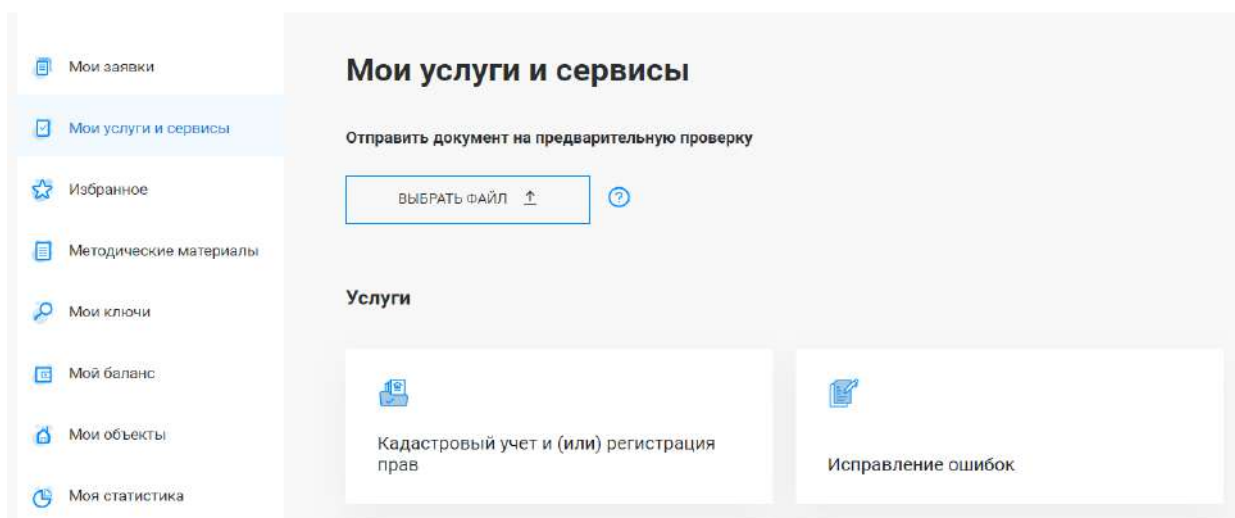 Мои заявки
Мои услуги и сервисы
Избранное
Методические материалы
Мои ключи
Мой баланс
Мои объекты
Моя статистика
Мои услуги и сервисы
Отправить документ на предварительную проверку
ВЫБРАТЬ ФАЙЛ
Услуги
Кадастровый учет и (или) регистрация
прав
Исправление ошибок